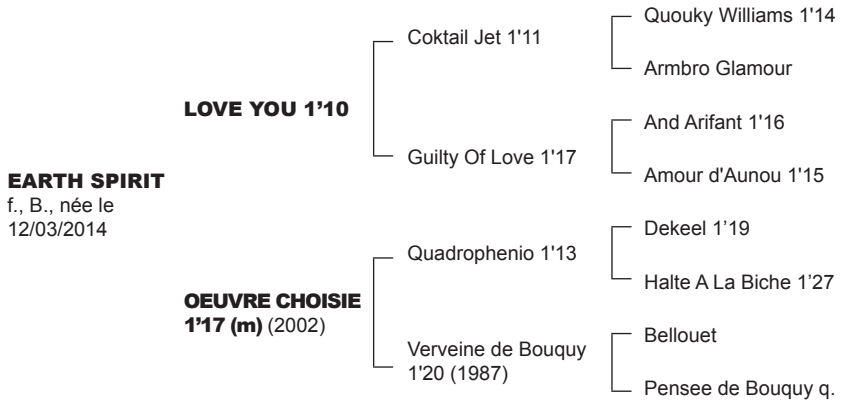 EARTH SPIRIT
f., B., née le
12/03/2014
LOVE YOU 1’10
OEUVRE CHOISIE
1’17 (m) (2002)
Coktail Jet 1'11
Guilty Of Love 1'17
Quadrophenio 1'13
Verveine de Bouquy
1'20 (1987)
Quouky Williams 1'14
Armbro Glamour
And Arifant 1'16
Amour d'Aunou 1'15
Dekeel 1’19
Halte A La Biche 1’27
Bellouet
Pensee de Bouquy q.